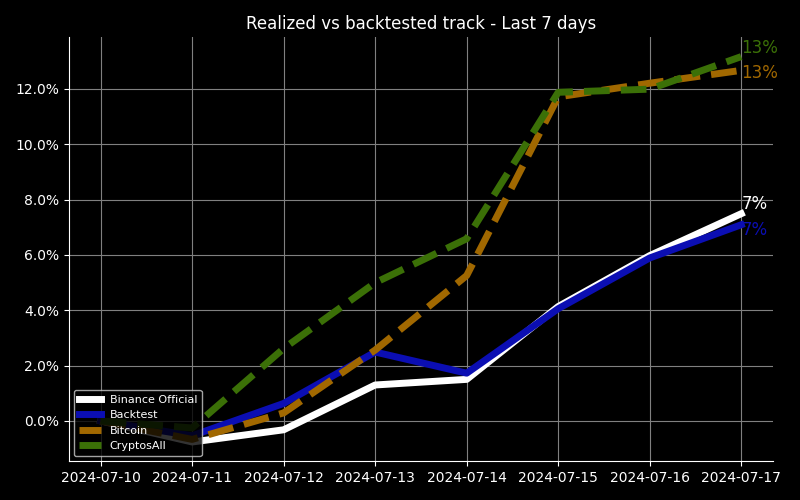 Realized vs backtested track - Last 7 days
13%
13%
12.0%
10.0%
8.0%
7%
7%
6.0%
4.0%
2.0%
0.0%
Binance Official
Backtest
Bitcoin
CryptosAll
2024-07-10 2024-07-11 2024-07-12 2024-07-13 2024-07-14 2024-07-15 2024-07-16 2024-07-17